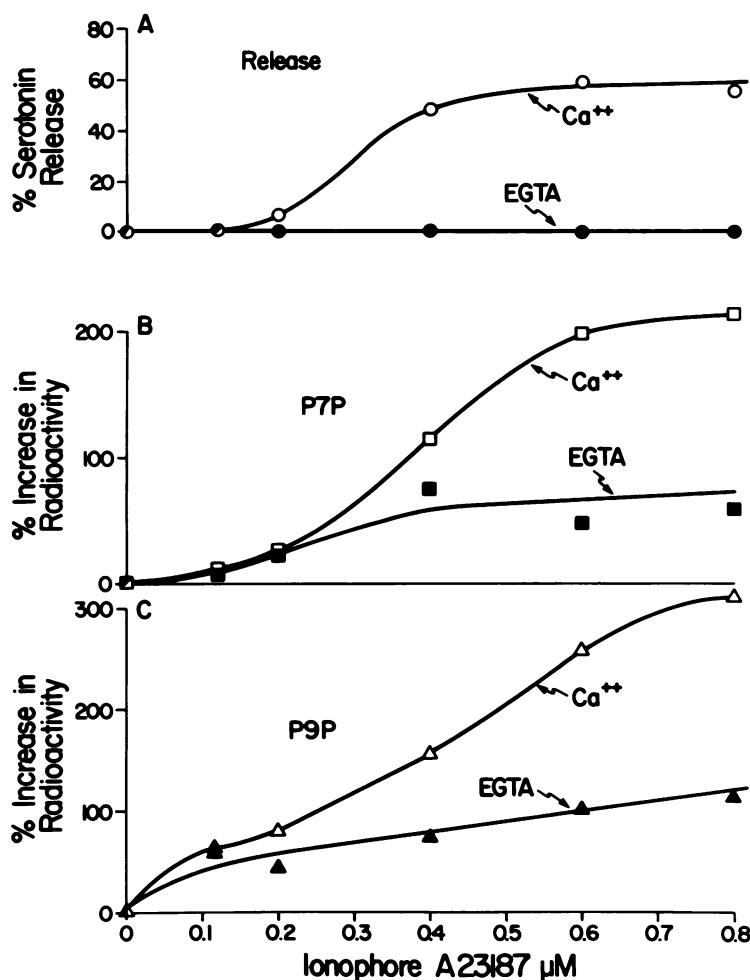 A
Release
% Serotonin
Release
80
60
40
20
0
Ca⁺⁺
EGTA
B
P7P
% Increase in
Radioactivity
200
100
0
Ca⁺⁺
EGTA
C
P9P
% Increase in
Radioactivity
300
200
100
0
Ca⁺⁺
EGTA
0 0.1 0.2 0.3 0.4 0.5 0.6 0.7 0.8
Ionophore A23187 μM